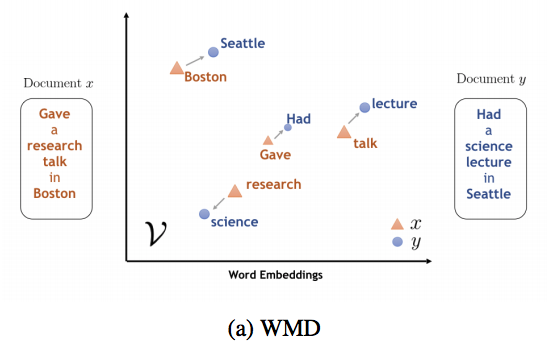 Document x
Gave
a
research
talk
in
Boston
Seattle
Boston
Had
Gave
lecture
talk
research
science
𝒱
x
y
Word Embeddings
Document y
Had
a
science
lecture
in
Seattle
(a) WMD